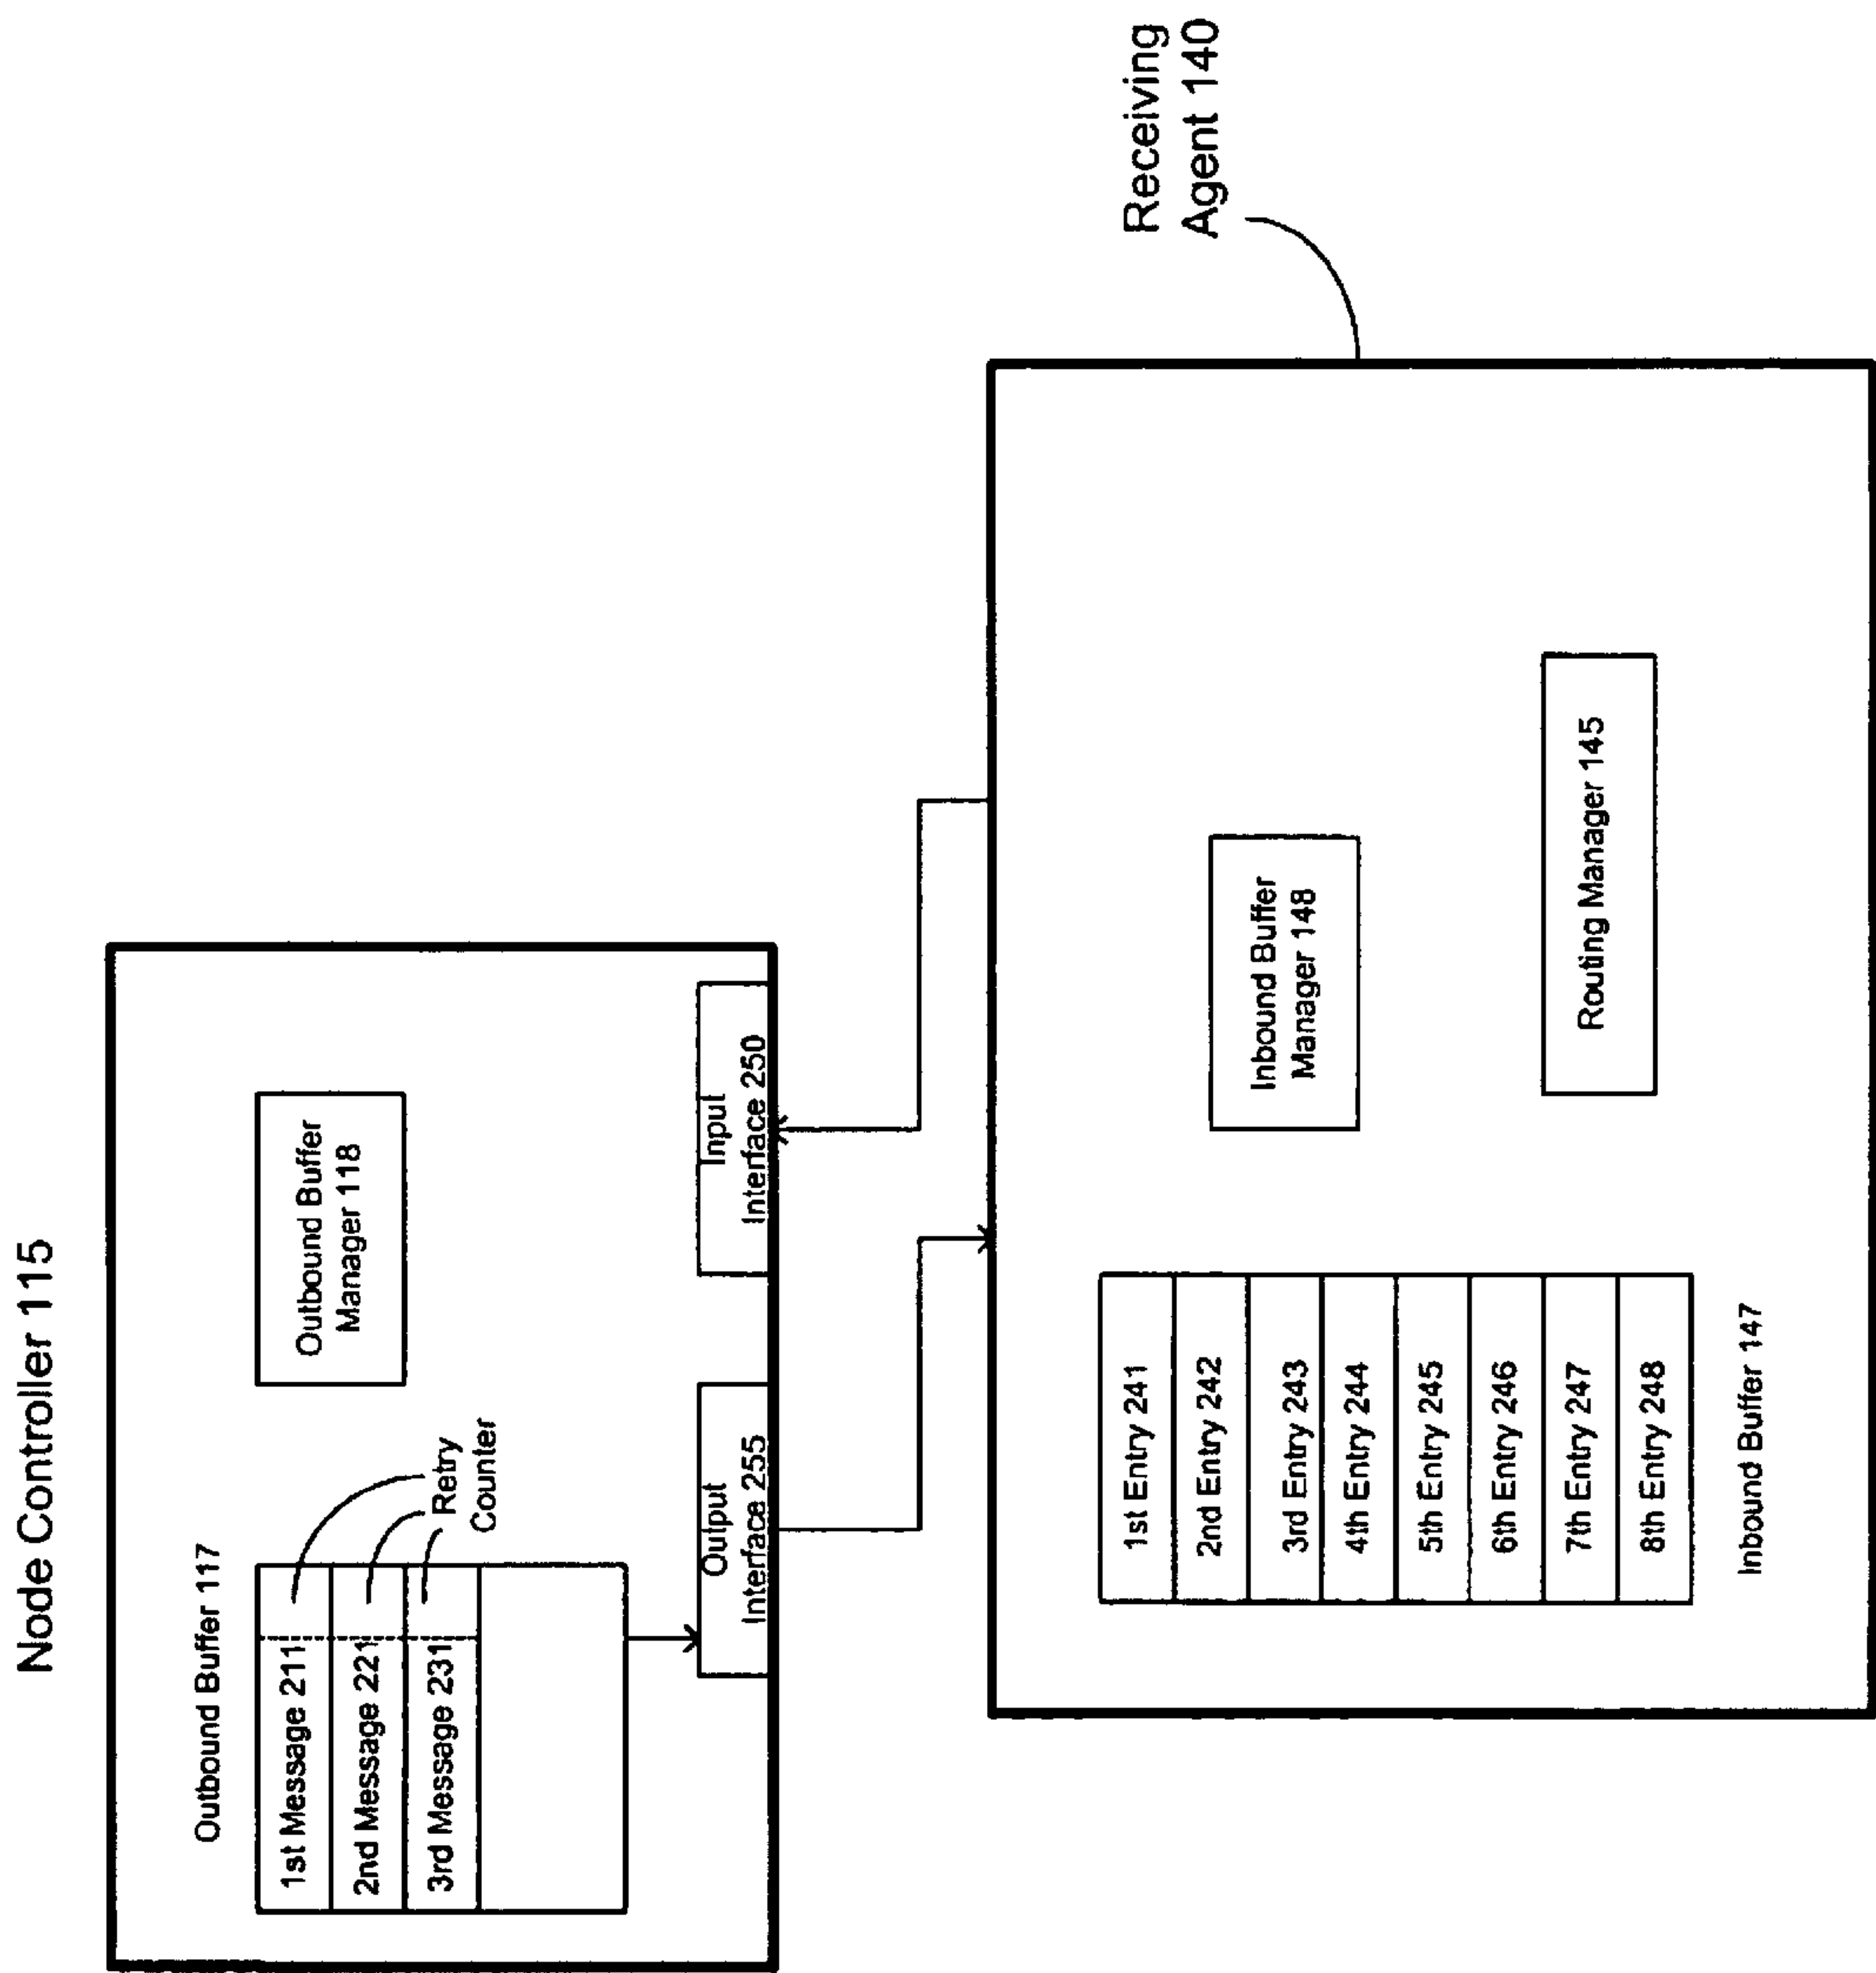 Node Controller 115
Outbound Buffer 117
1st Message 211
2nd Message 221
3rd Message 231
Retry
Counter
Outbound Buffer
Manager 118
Output
Interface 255
Input
Interface 250
Receiving
Agent 140
1st Entry 241
2nd Entry 242
3rd Entry 243
4th Entry 244
5th Entry 245
6th Entry 246
7th Entry 247
8th Entry 248
Inbound Buffer 147
Inbound Buffer
Manager 148
Routing Manager 145